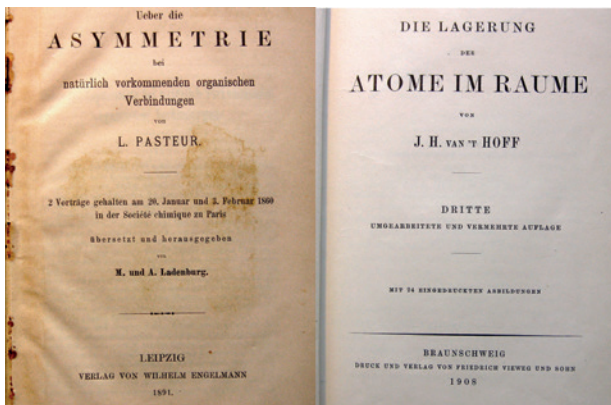 Ueber die
ASYMMETRIE
bei
natürlich vorkommenden organischen
Verbindungen
von
L. PASTEUR.
2 Vorträge gehalten am 20. Januar und 3. Februar 1860
in der Société chimique zu Paris
übersetzt und herausgegeben
von
M. und A. Ladenburg.
LEIPZIG
VERLAG VON WILHELM ENGELMANN
1891.
DIE LAGERUNG
DER
ATOME IM RAUME
VON
J. H. VAN 'T HOFF
DRITTE
UMGEARBEITETE UND VERMEHRTE AUFLAGE
MIT 24 EINGEDRUCKTEN ABBILDUNGEN
BRAUNSCHWEIG
DRUCK UND VERLAG VON FRIEDRICH VIEWEG UND SOHN
1908